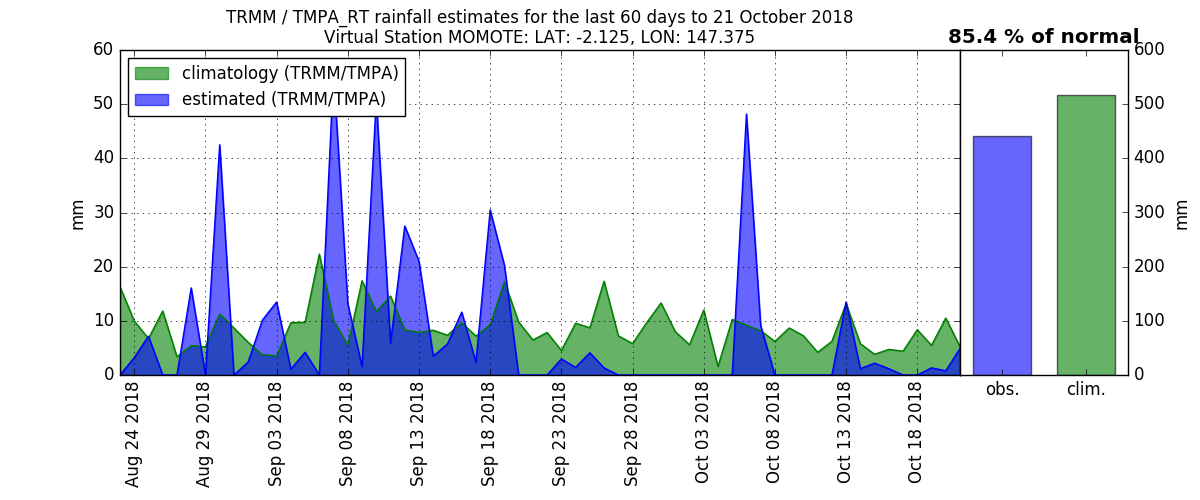 TRMM / TMPA_RT rainfall estimates for the last 60 days to 21 October 2018
Virtual Station MOMOTE: LAT: -2.125, LON: 147.375
85.4 % of normal
climatology (TRMM/TMPA)
estimated (TRMM/TMPA)
mm
60
50
40
30
20
10
0
Aug 24 2018
Aug 29 2018
Sep 03 2018
Sep 08 2018
Sep 13 2018
Sep 18 2018
Sep 23 2018
Sep 28 2018
Oct 03 2018
Oct 08 2018
Oct 13 2018
Oct 18 2018
obs.
clim.
600
500
400
300
200
100
0
mm